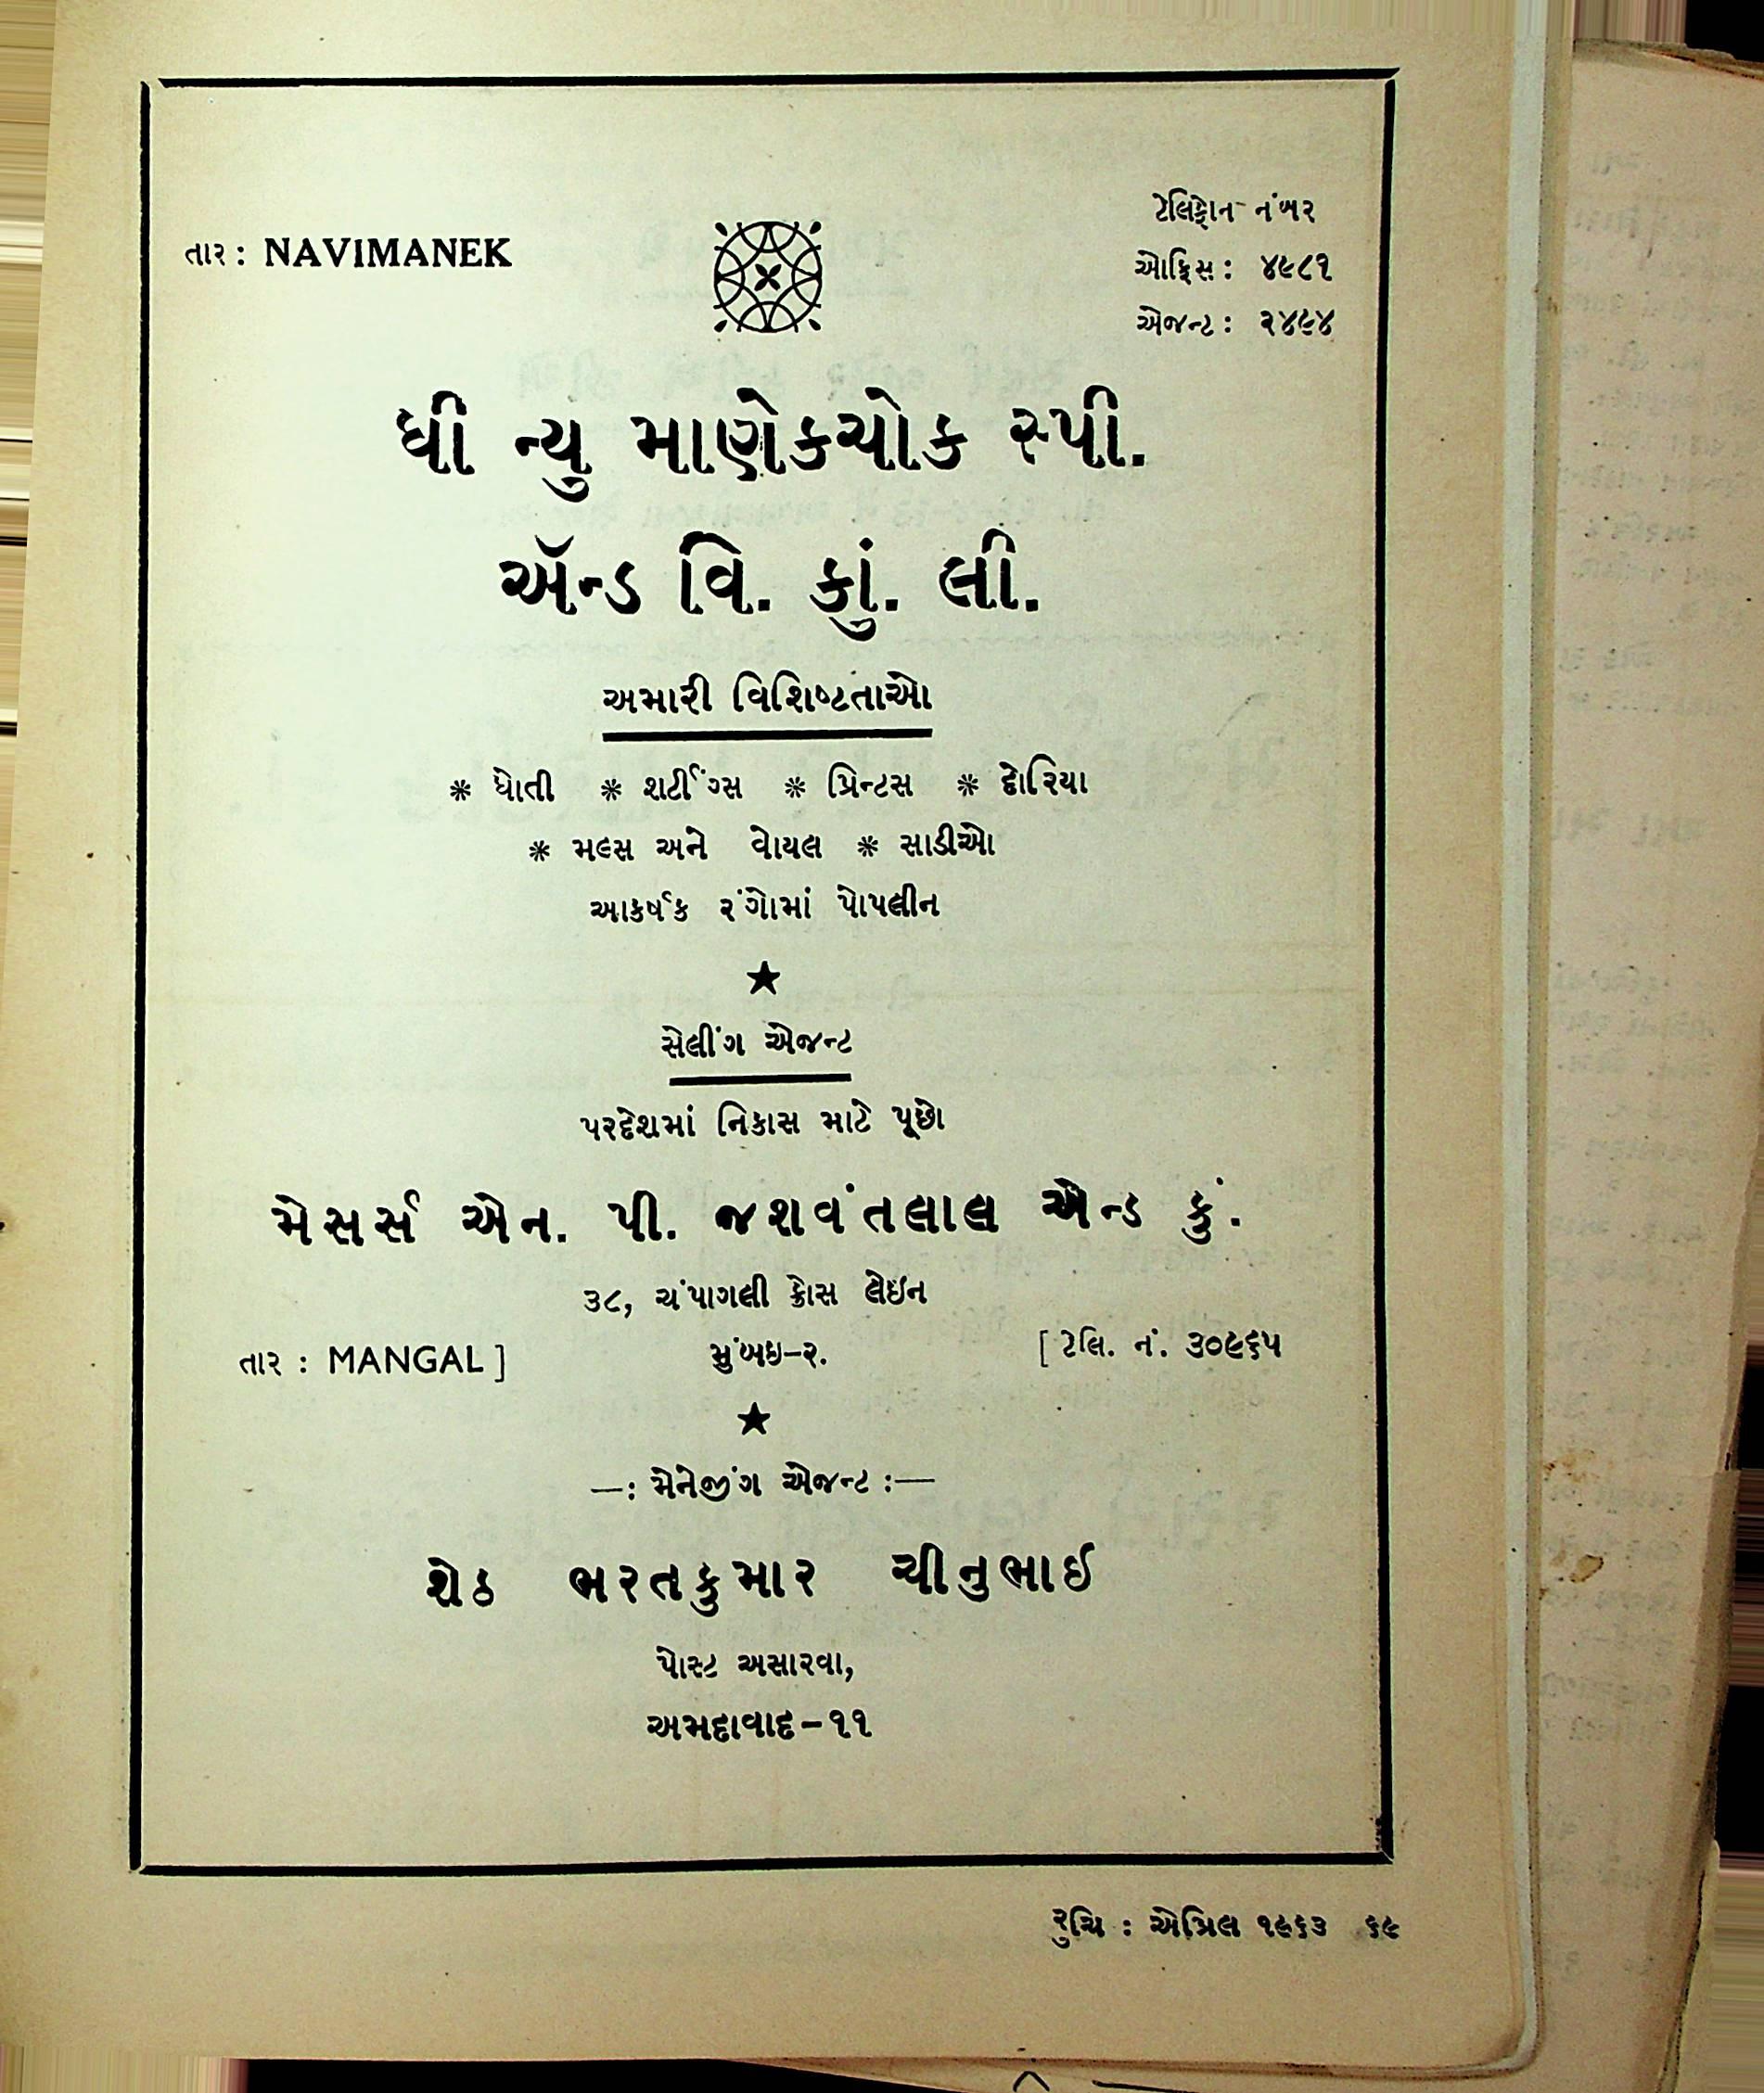 તાર : NAVIMANEK
ટેલિફોન નંબર
ઓફિસ : ૪૯૮૧
એજન્ટ : ૨૪૯૪
ધી ન્યુ માણેકચોક સ્પી.
ઍન્ડ વિ. કું. લી.
અમારી વિશિષ્ટતાઓ
* ધોતી * શર્ટીંગ્સ * પ્રિન્ટસ * ડોરિયા
* મલ્સ અને વોયલ * સાડીઓ
આકર્ષક રંગોમાં પોપલીન
★
સેલીંગ એજન્ટ
પરદેશમાં નિકાસ માટે પૂછો
મેસર્સ એન. પી. જશવંતલાલ એન્ડ કું.
૩૮, ચંપાગલી ક્રોસ લેઇન
તાર : MANGAL ] મુંબઇ-૨. [ ટેલિ. નં. ૩૦૯૬૫
★
—: મેનેજીંગ એજન્ટ :—
શેઠ ભરતકુમાર ચીનુભાઈ
પોસ્ટ અસારવા,
અમદાવાદ-૧૧
રુચિ : એપ્રિલ ૧૯૬૩ ૬૯